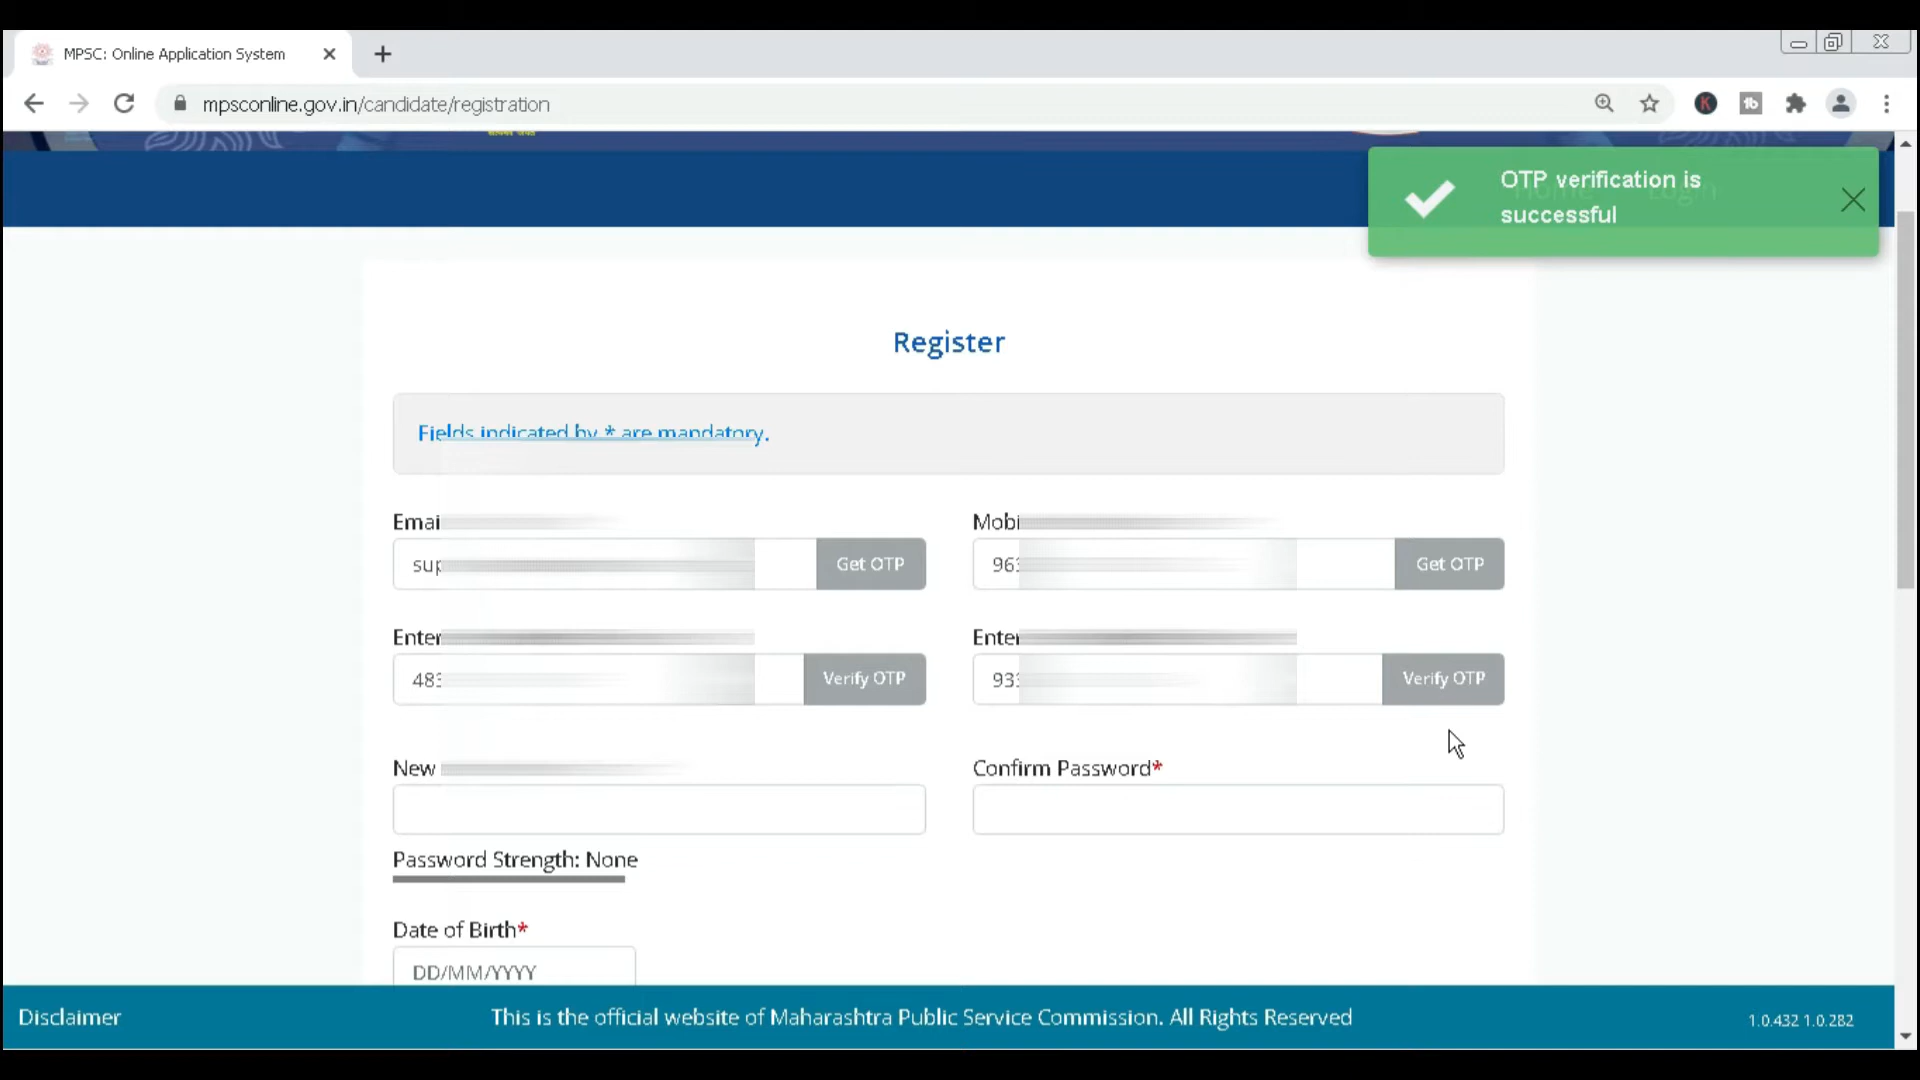 MPSC: Online Application System
mpsconline.gov.in/candidate/registration
OTP verification is
successful
Register
Fields indicated by * are mandatory.
Emai
Mobi
sup
Get OTP
963
Get OTP
Enter
Enter
483
Verify OTP
933
Verify OTP
New
Confirm Password*
Password Strength: None
Date of Birth*
DD/MM/YYYY
Disclaimer
This is the official website of Maharashtra Public Service Commission. All Rights Reserved
1.0.432 1.0.282